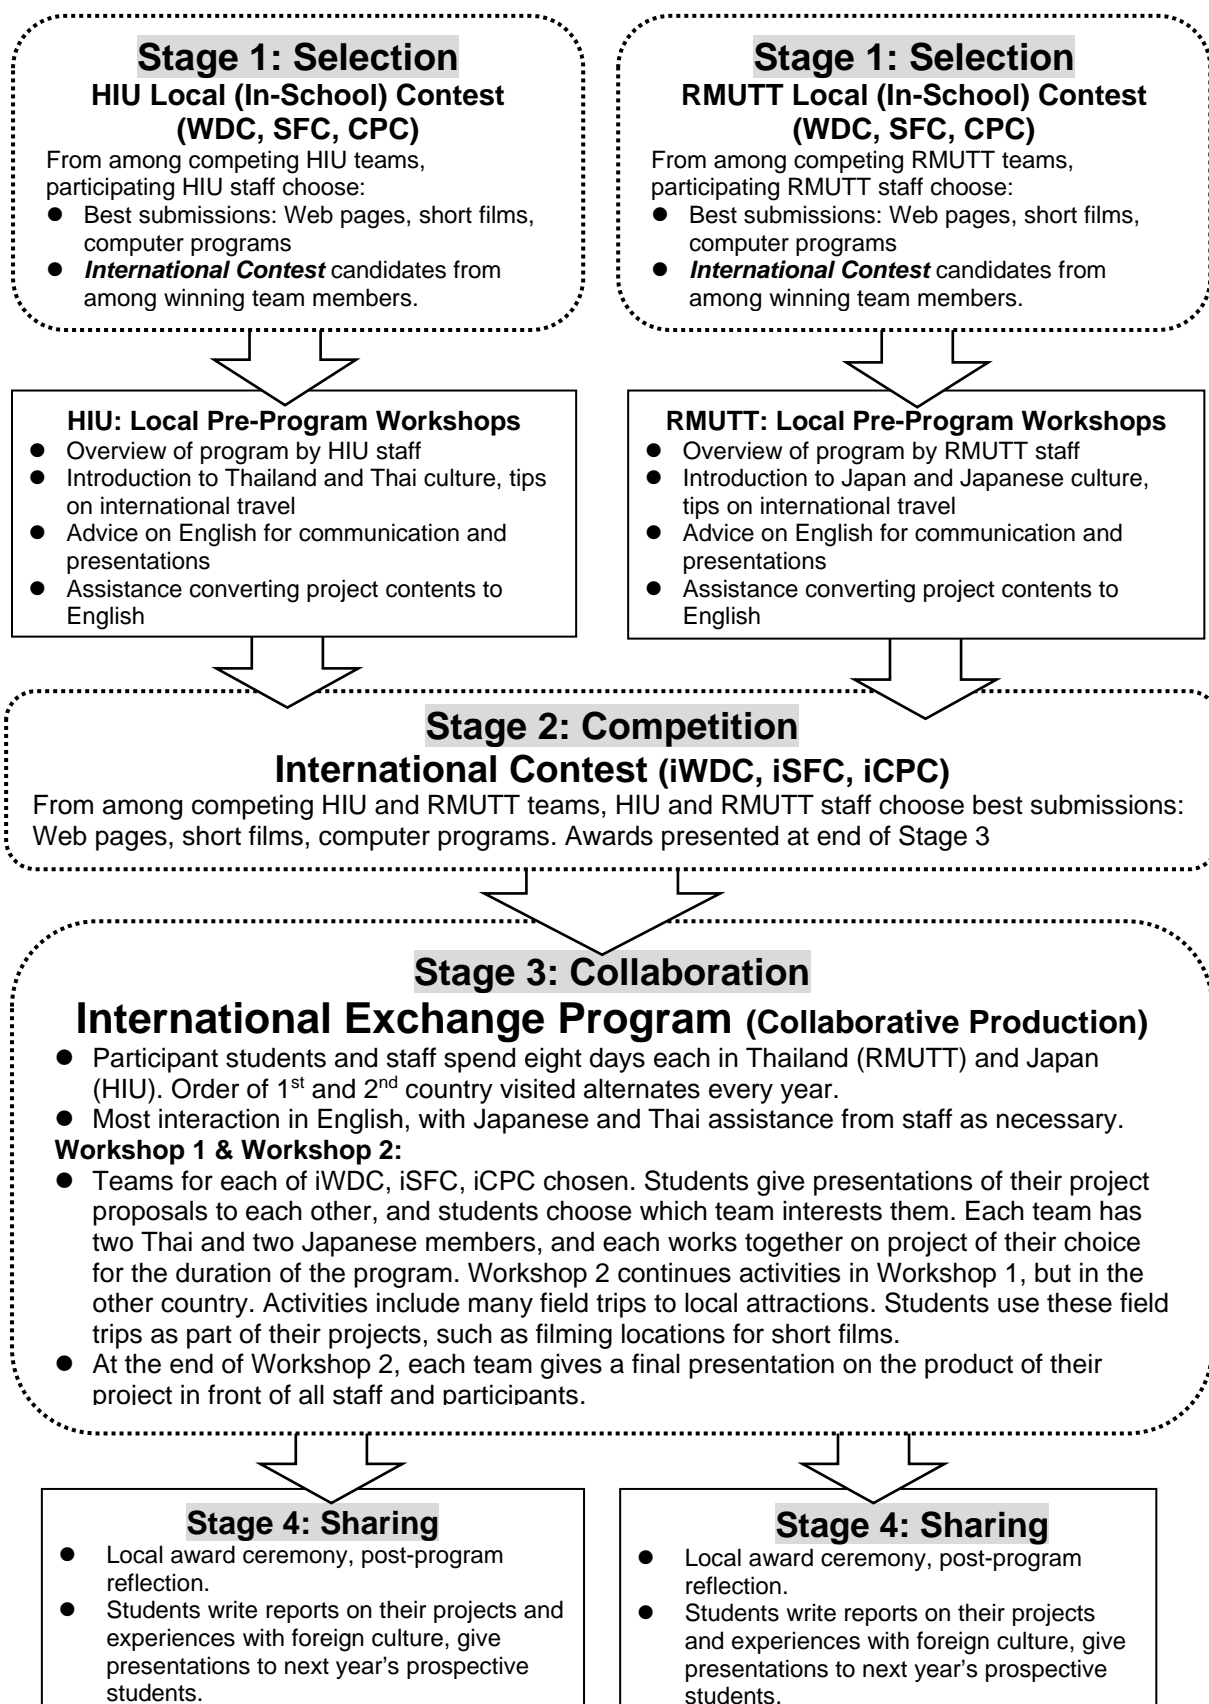 Stage 1: Selection
HIU Local (In-School) Contest
(WDC, SFC, CPC)
From among competing HIU teams,
participating HIU staff choose:
● Best submissions: Web pages, short films,
computer programs
● International Contest candidates from
among winning team members.
Stage 1: Selection
RMUTT Local (In-School) Contest
(WDC, SFC, CPC)
From among competing RMUTT teams,
participating RMUTT staff choose:
● Best submissions: Web pages, short films,
computer programs
● International Contest candidates from
among winning team members.
HIU: Local Pre-Program Workshops
● Overview of program by HIU staff
● Introduction to Thailand and Thai culture, tips
on international travel
● Advice on English for communication and
presentations
● Assistance converting project contents to
English
RMUTT: Local Pre-Program Workshops
● Overview of program by RMUTT staff
● Introduction to Japan and Japanese culture,
tips on international travel
● Advice on English for communication and
presentations
● Assistance converting project contents to
English
Stage 2: Competition
International Contest (iWDC, iSFC, iCPC)
From among competing HIU and RMUTT teams, HIU and RMUTT staff choose best submissions:
Web pages, short films, computer programs. Awards presented at end of Stage 3
Stage 3: Collaboration
International Exchange Program (Collaborative Production)
● Participant students and staff spend eight days each in Thailand (RMUTT) and Japan
(HIU). Order of 1st and 2nd country visited alternates every year.
● Most interaction in English, with Japanese and Thai assistance from staff as necessary.
Workshop 1 & Workshop 2:
● Teams for each of iWDC, iSFC, iCPC chosen. Students give presentations of their project
proposals to each other, and students choose which team interests them. Each team has
two Thai and two Japanese members, and each works together on project of their choice
for the duration of the program. Workshop 2 continues activities in Workshop 1, but in the
other country. Activities include many field trips to local attractions. Students use these field
trips as part of their projects, such as filming locations for short films.
● At the end of Workshop 2, each team gives a final presentation on the product of their
project in front of all staff and participants.
Stage 4: Sharing
● Local award ceremony, post-program
reflection.
● Students write reports on their projects and
experiences with foreign culture, give
presentations to next year's prospective
students.
Stage 4: Sharing
● Local award ceremony, post-program
reflection.
● Students write reports on their projects
and experiences with foreign culture, give
presentations to next year's prospective
students.